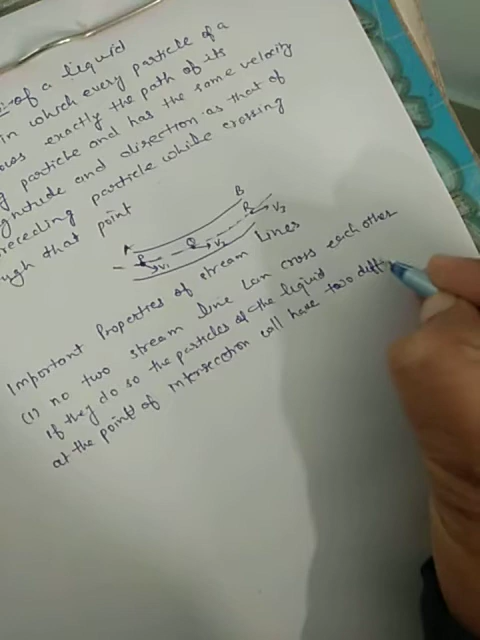 of a liquid
in which every particle of a
exactly the path of its
particle and has the same velocity
and direction as that of
particle while crossing
that point
A B
P Q R
V1 V2 V3
Important Properties of stream lines
(1) no two stream line can cross each other
If they do so the particles of the liquid
at the point of intersection will have two diff